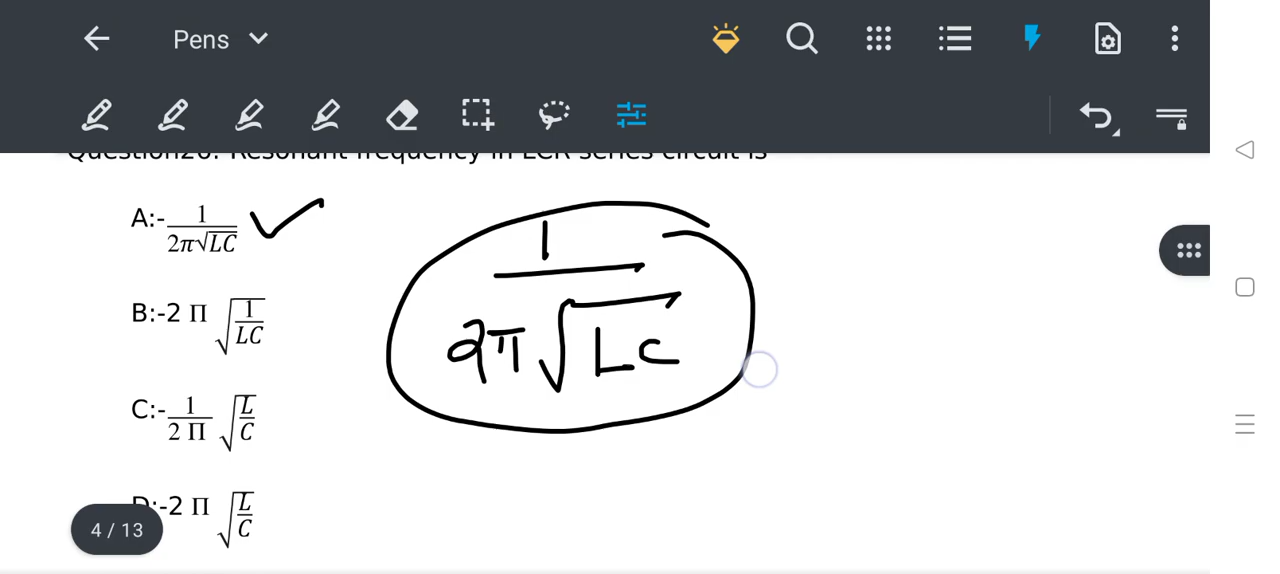 Pens
Question20: Resonant frequency in LCR series circuit is
A:- 1/(2π√LC)
B:-2 Π √(1/LC)
C:- 1/(2 Π) √(L/C)
D:-2 Π √(L/C)
1/(2π√LC)
4 / 13